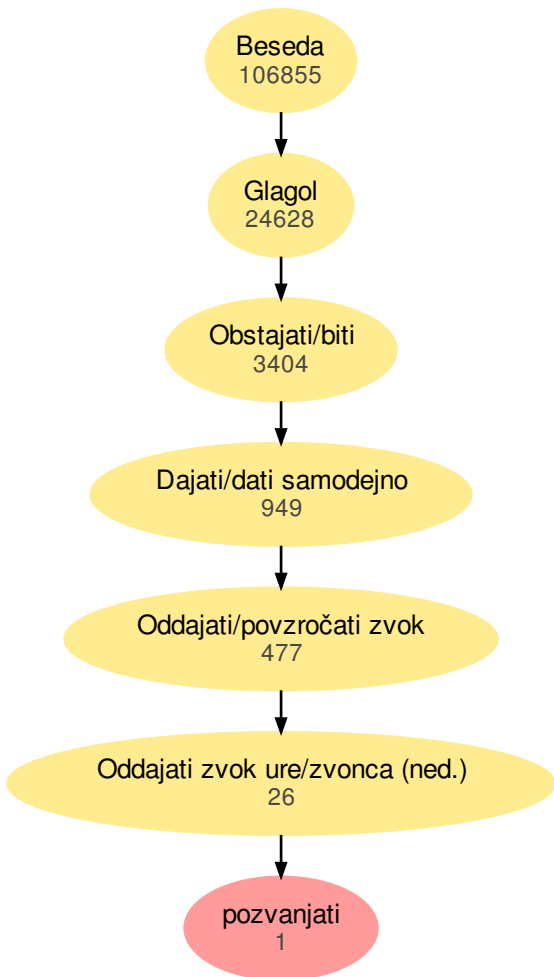 Beseda
106855
Glagol
24628
Obstajati/biti
3404
Dajati/dati samodejno
949
Oddajati/povzročati zvok
477
Oddajati zvok ure/zvonca (ned.)
26
pozvanjati
1